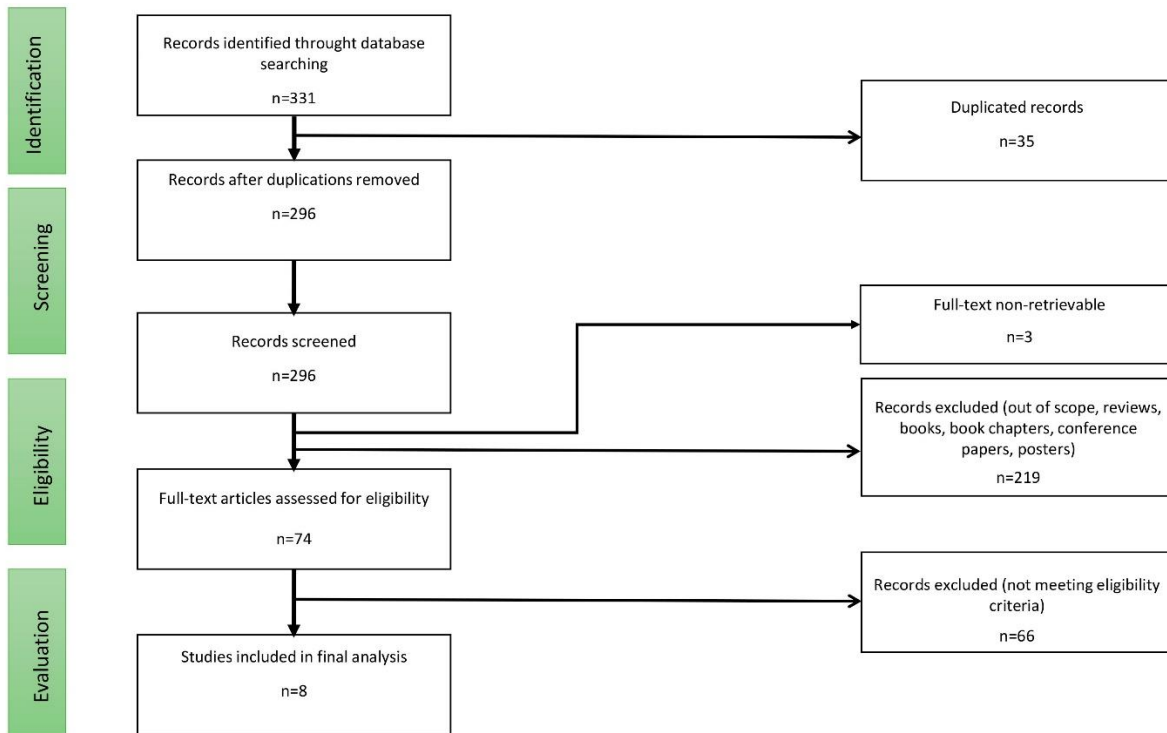 Identification
Records identified throught database
searching
n=331
Duplicated records
n=35
Records after duplications removed
n=296
Screening
Records screened
n=296
Full-text non-retrievable
n=3
Records excluded (out of scope, reviews,
books, book chapters, conference
papers, posters)
n=219
Eligibility
Full-text articles assessed for eligibility
n=74
Records excluded (not meeting eligibility
criteria)
n=66
Evaluation
Studies included in final analysis
n=8